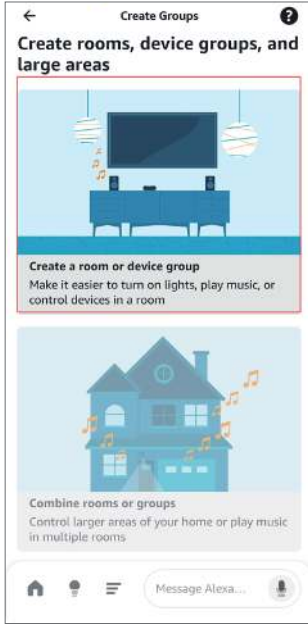 Create Groups
?
Create rooms, device groups, and
large areas
Create a room or device group
Make it easier to turn on lights, play music, or
control devices in a room
Combine rooms or groups
Control larger areas of your home or play music
in multiple rooms
Message Alexa...